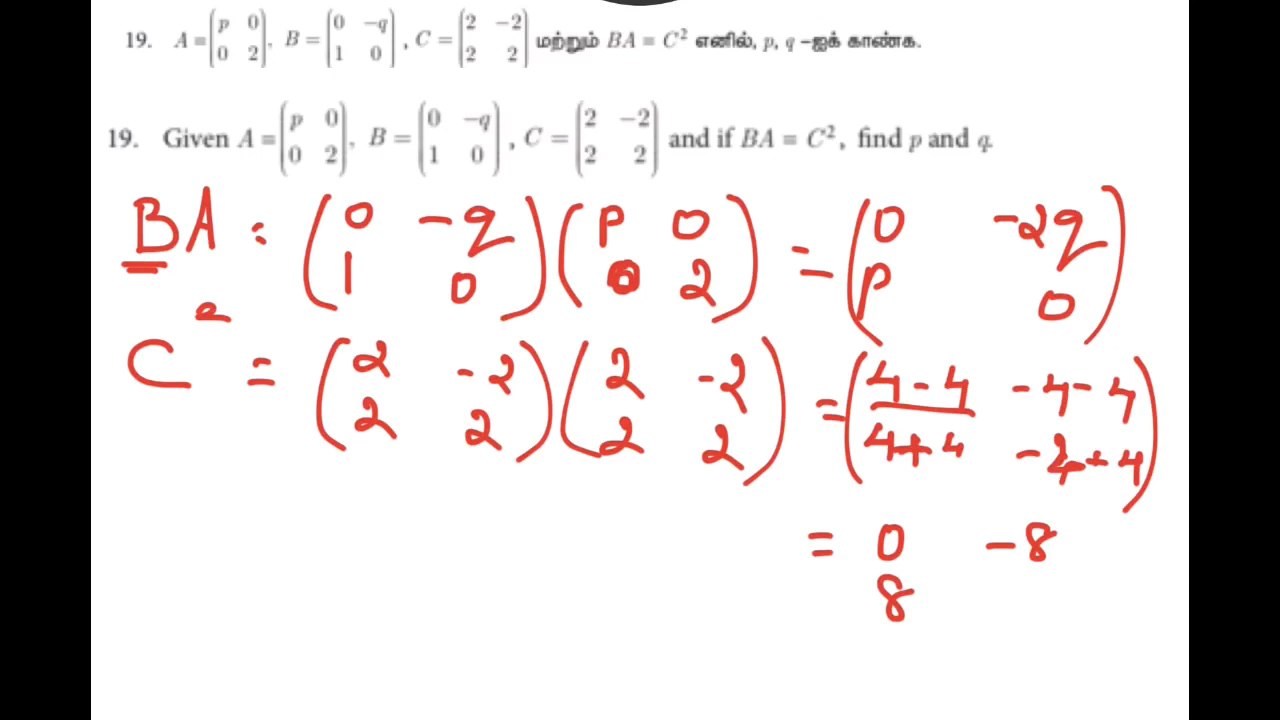 19. A = (p 0 0 2), B = (0 -q 1 0), C = (2 -2 2 2) மற்றும் BA = C² எனில், p, q -ஐக் காண்க.
19. Given A = (p 0 0 2), B = (0 -q 1 0), C = (2 -2 2 2) and if BA = C², find p and q.
BA = (0 -q 1 0) (p 0 0 2) = (0 -2q p 0)
C² = (2 -2 2 2) (2 -2 2 2) = (4-4 -4-4 4+4 -4+4)
= 0 -8
8